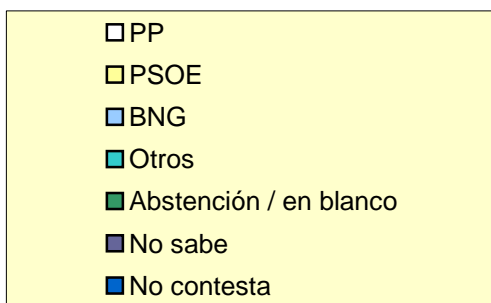 PP
PSOE
BNG
Otros
Abstención / en blanco
No sabe
No contesta